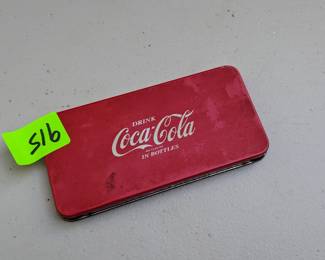 516
DRINK
Coca-Cola
IN BOTTLES